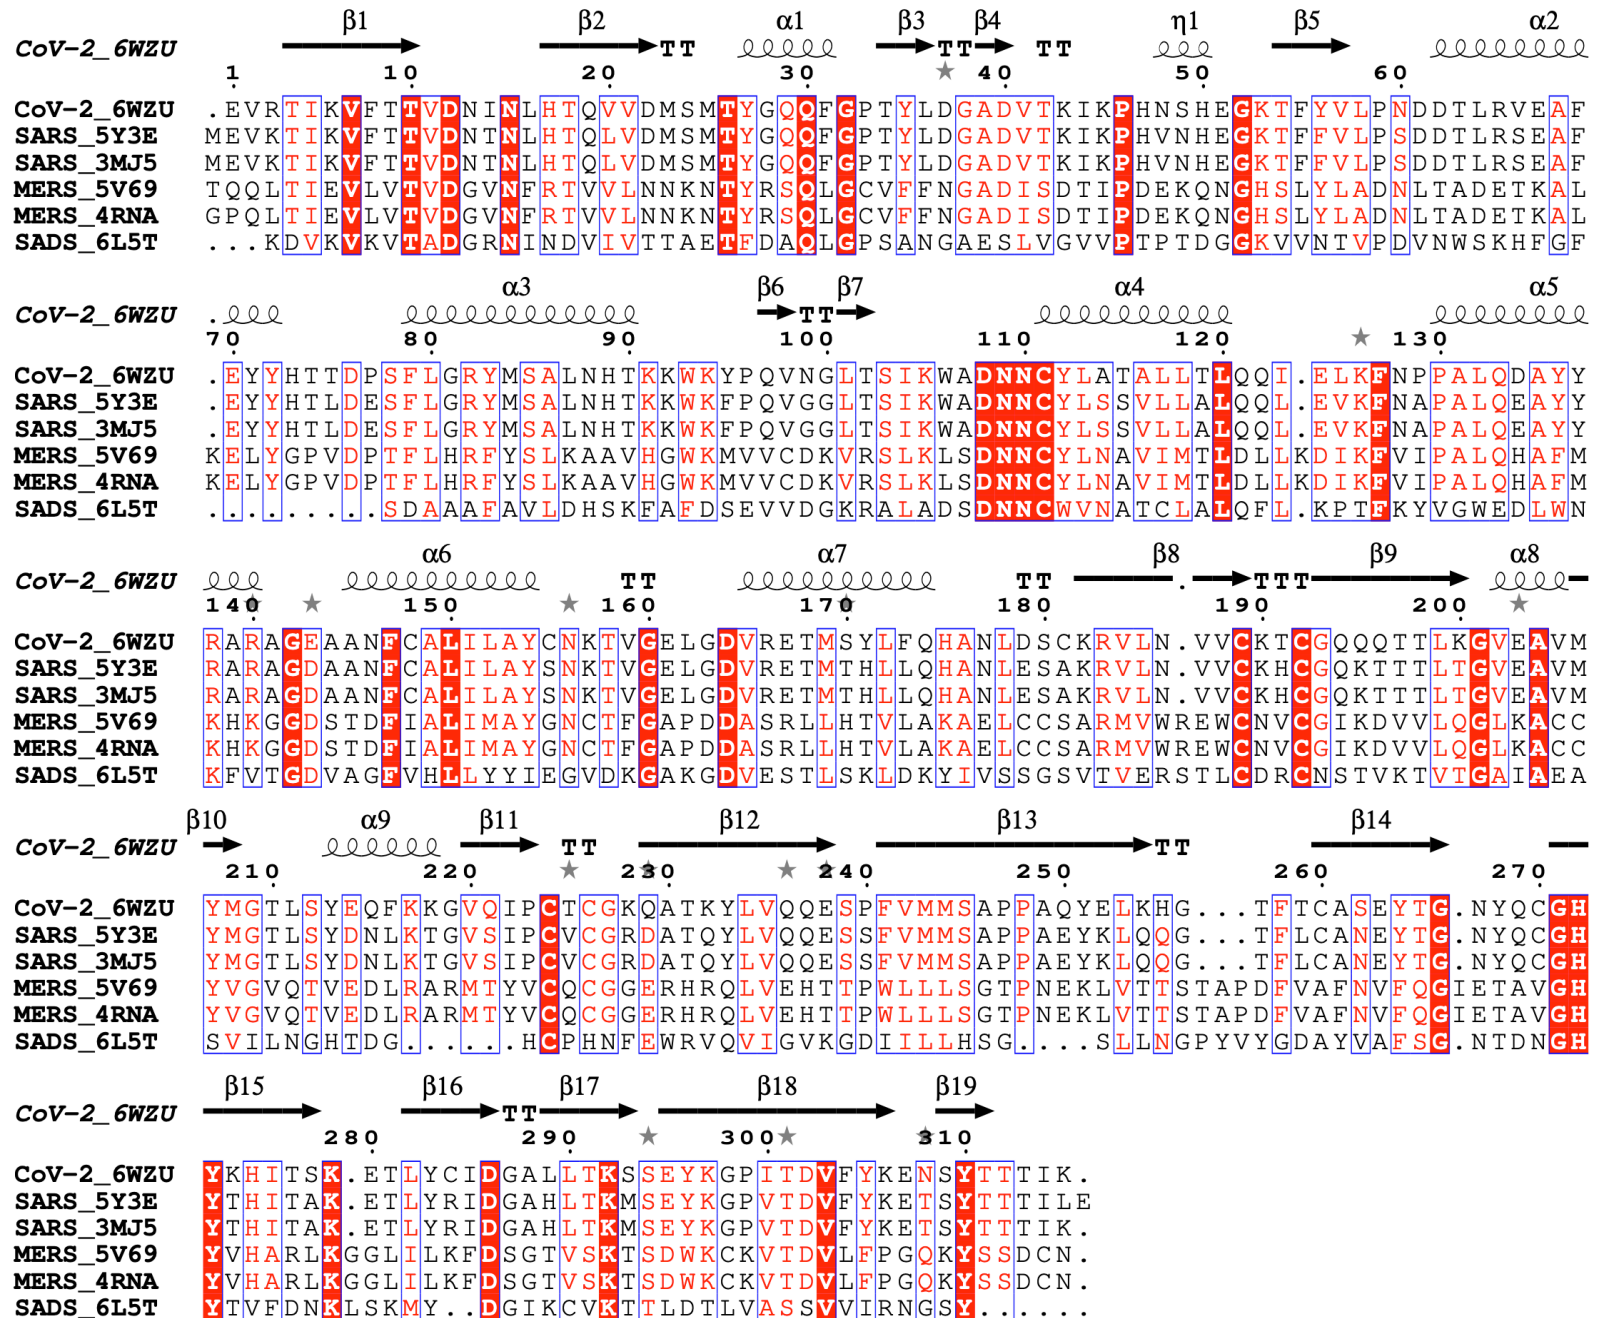 β1 β2 α1 β3 β4 η1 β5 α2
CoV-2_6WZU TT TT TT
1 10 20 30 40 50 60
CoV-2_6WZU .EVRTIKVFTTVDNINLHTQVVDMSMTYGQQFGPTYLDGADVTKIKPHNSHEGKTFYVLPNDDTLRVEAF
SARS_5Y3E MEVKTIKVFTTVDNTNLHTQLVDMSMTYGQQFGPTYLDGADVTKIKPHVNHEGKTFFVLPSDDTLRSEAF
SARS_3MJ5 MEVKTIKVFTTVDNTNLHTQLVDMSMTYGQQFGPTYLDGADVTKIKPHVNHEGKTFFVLPSDDTLRSEAF
MERS_5V69 TQQLTIEVLVTVDGVNFRTVVLNNKNTYRSQLGCVFFNGADISDTIPDEKQNGHSLYLADNLTADETKAL
MERS_4RNA GPQLTIEVLVTVDGVNFRTVVLNNKNTYRSQLGCVFFNGADISDTIPDEKQNGHSLYLADNLTADETKAL
SADS_6L5T ...KDVKVKVTADGRNINDVIVTTAETFDAQLGPSANGAESLVGVVPTPTDGGKVVNTVPDVNWSKHFGF
α3 β6 β7 α4 α5
CoV-2_6WZU . TT
70 80 90 100 110 120 130
CoV-2_6WZU .EYYHTTDPSFLGRYMSALNHTKKWKYPQVNGLTSIKWADNNCYLATALLTLQQI.ELKFNPPALQDAYY
SARS_5Y3E .EYYHTLDESFLGRYMSALNHTKKWKFPQVGGLTSIKWADNNCYLSSVLLALQQL.EVKFNAPALQEAYY
SARS_3MJ5 .EYYHTLDESFLGRYMSALNHTKKWKFPQVGGLTSIKWADNNCYLSSVLLALQQL.EVKFNAPALQEAYY
MERS_5V69 KELYGPVDPTFLHRFYSLKAAVHGWKMVVCDKVRSLKLSDNNCYLNAVIMTLDLLKDIKFVIPALQHAFM
MERS_4RNA KELYGPVDPTFLHRFYSLKAAVHGWKMVVCDKVRSLKLSDNNCYLNAVIMTLDLLKDIKFVIPALQHAFM
SADS_6L5T .........SDAAAFAVLDHSKFAFDSEVVDGKRALADSDNNCWVNATCLALQFL.KPTFKYVGWEDLWN
α6 α7 β8 β9 α8
CoV-2_6WZU TT TT . TTT
140 150 160 170 180 190 200
CoV-2_6WZU RARAGEAANFCALILAYCNKTVGELGDVRETMSYLFQHANLDSCKRVLN.VVCKTCGQQQTTLKGVEAVM
SARS_5Y3E RARAGDAANFCALILAYSNKTVGELGDVRETMTHLLQHANLESAKRVLN.VVCKHCGQKTTTLTGVEAVM
SARS_3MJ5 RARAGDAANFCALILAYSNKTVGELGDVRETMTHLLQHANLESAKRVLN.VVCKHCGQKTTTLTGVEAVM
MERS_5V69 KHKGGDSTDFIALIMAYGNCTFGAPDDASRLLHTVLAKAELCCSARMVWREWCNVCGIKDVVLQGLKACC
MERS_4RNA KHKGGDSTDFIALIMAYGNCTFGAPDDASRLLHTVLAKAELCCSARMVWREWCNVCGIKDVVLQGLKACC
SADS_6L5T KFVTGDVAGFVHLLYYIEGVDKGAKGDVESTLSKLDKYIVSSGSVTVERSTLCDRCNSTVKTVTGAIAEA
β10 α9 β11 β12 β13 β14
CoV-2_6WZU TT TT
210 220 230 240 250 260 270
CoV-2_6WZU YMGTLSYEQFKKGVQIPCTCGKQATKYLVQQESPFVMMSAPPAQYELKHG...TFTCASEYTG.NYQCGH
SARS_5Y3E YMGTLSYDNLKTGVSIPCVCGRDATQYLVQQESSFVMMSAPPAEYKLQQG...TFLCANEYTG.NYQCGH
SARS_3MJ5 YMGTLSYDNLKTGVSIPCVCGRDATQYLVQQESSFVMMSAPPAEYKLQQG...TFLCANEYTG.NYQCGH
MERS_5V69 YVGVQTVEDLRARMTYVCQCGGERHRQLVEHTTPWLLLSGTPNEKLVTTSTAPDFVAFNVFQGIETAVGH
MERS_4RNA YVGVQTVEDLRARMTYVCQCGGERHRQLVEHTTPWLLLSGTPNEKLVTTSTAPDFVAFNVFQGIETAVGH
SADS_6L5T SVILNGHTDG......HCPHNFEWRVQVIGVKGDIIILLHSG....SLLNGPYVYGDAYVAFSG.NTDNGH
β15 β16 β17 β18 β19
CoV-2_6WZU TT
280 290 300 310
CoV-2_6WZU YKHITSK.ETLYCIDGALLTKSSEYKGPITDVFYKENSYTTTIK.
SARS_5Y3E YTHITAK.ETLYRIDGAHLTKMSEYKGPVTDVFYKETSYTTTILE
SARS_3MJ5 YTHITAK.ETLYRIDGAHLTKMSEYKGPVTDVFYKETSYTTTIK.
MERS_5V69 YVHARLKGGLILKFDSGTVSKTSDWKCKVTDVLFPGQKYSSDCN.
MERS_4RNA YVHARLKGGLILKFDSGTVSKTSDWKCKVTDVLFPGQKYSSDCN.
SADS_6L5T YTVFDNKLSKMY..DGIKCVKTTLDTLVASSVVIRNGSY......